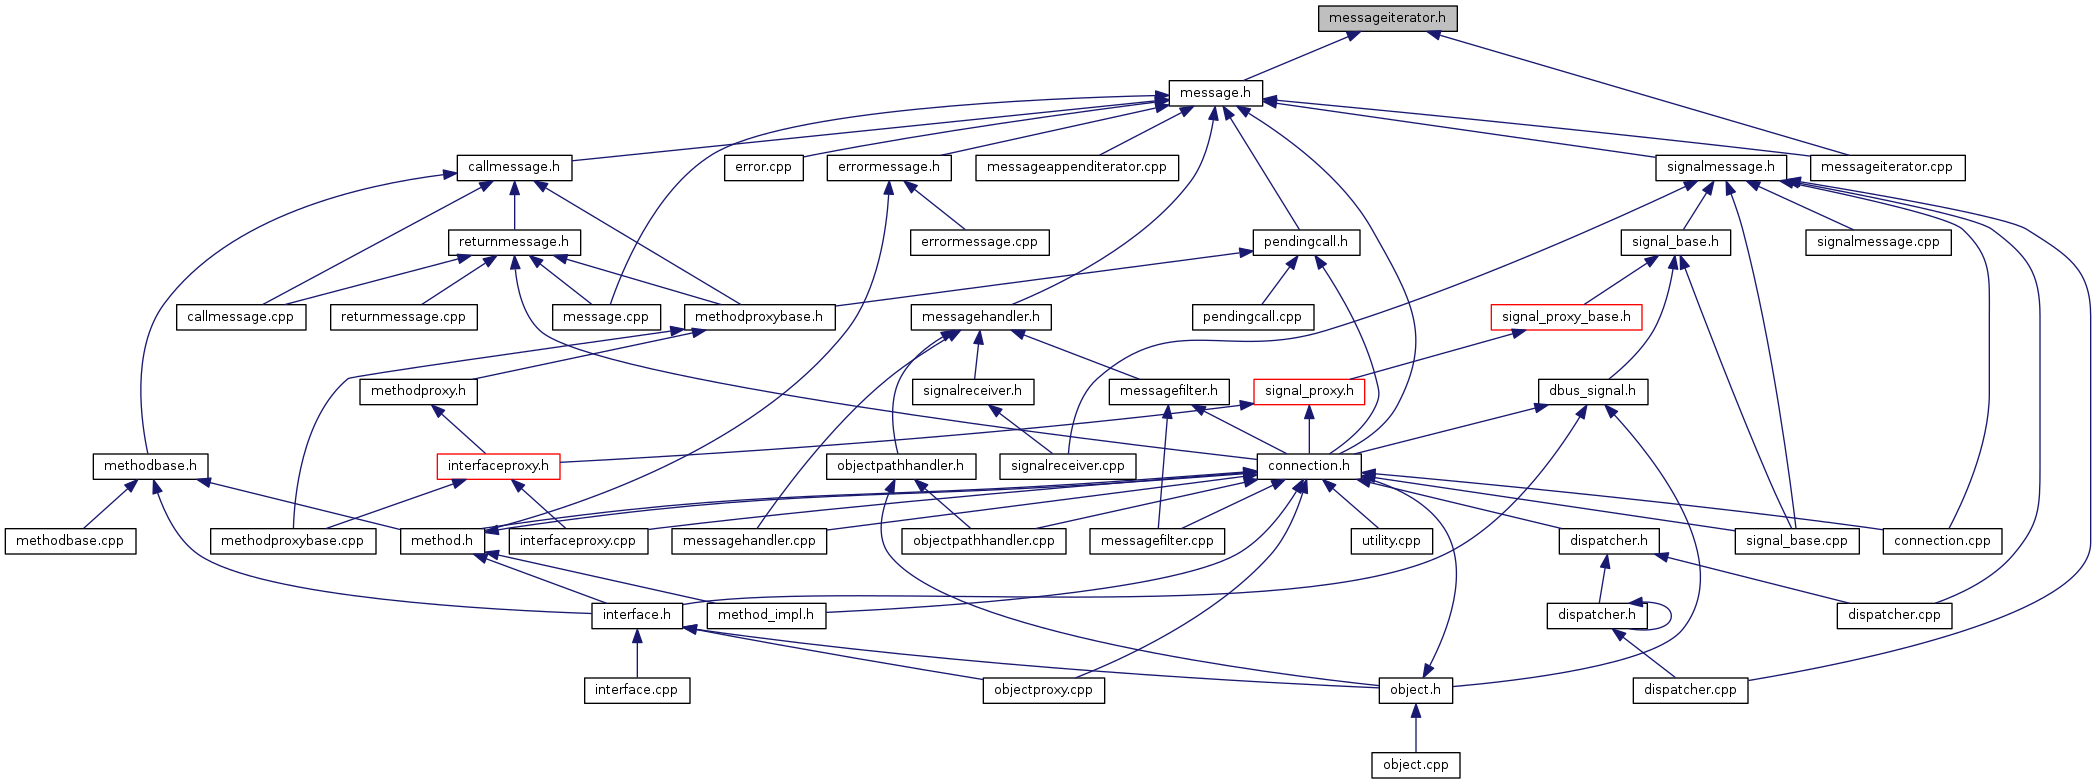 messageiterator.h
message.h
callmessage.h
error.cpp
errormessage.h
messageappenditerator.cpp
signalmessage.h
messageiterator.cpp
returnmessage.h
errormessage.cpp
pendingcall.h
signal_base.h
signalmessage.cpp
callmessage.cpp
returnmessage.cpp
message.cpp
methodproxybase.h
messagehandler.h
pendingcall.cpp
signal_proxy_base.h
methodproxy.h
signalreceiver.h
messagefilter.h
signal_proxy.h
dbus_signal.h
methodbase.h
interfaceproxy.h
objectpathhandler.h
signalreceiver.cpp
connection.h
methodbase.cpp
methodproxybase.cpp
method.h
interfaceproxy.cpp
messagehandler.cpp
objectpathhandler.cpp
messagefilter.cpp
utility.cpp
dispatcher.h
signal_base.cpp
connection.cpp
interface.h
method_impl.h
dispatcher.h
dispatcher.cpp
interface.cpp
objectproxy.cpp
object.h
dispatcher.cpp
object.cpp